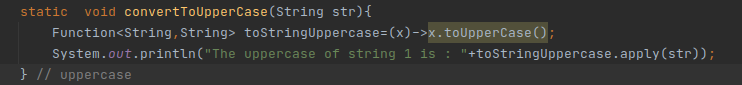 static  void convertToUpperCase(String str){
    Function<String,String> toStringUppercase=(x)->x.toUpperCase();
    System.out.println("The uppercase of string 1 is : "+toStringUppercase.apply(str));
} // uppercase